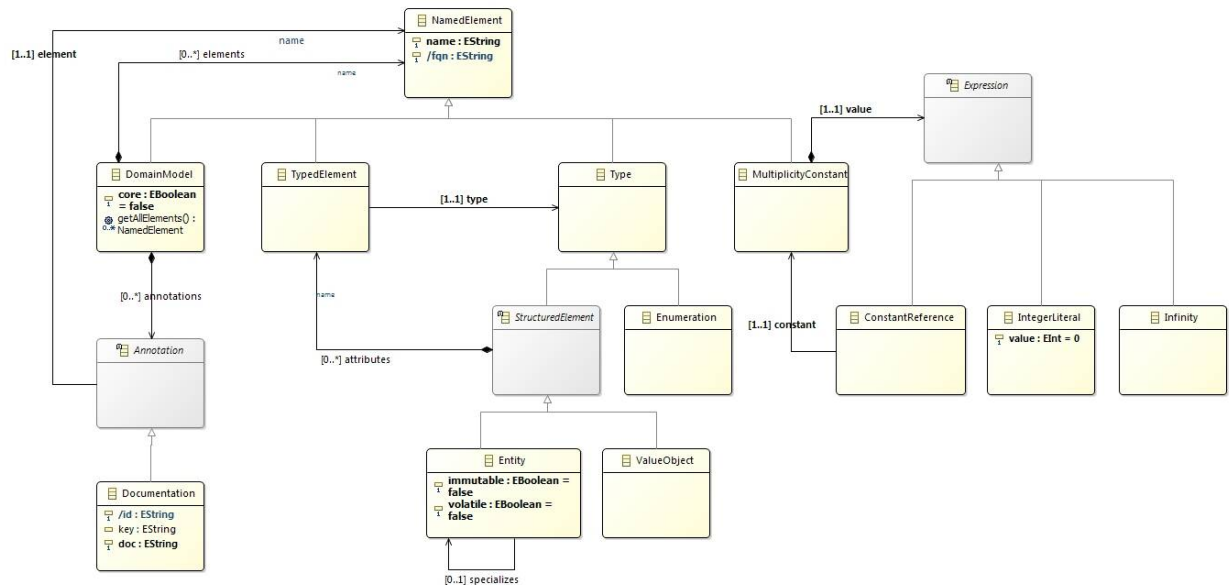 NamedElement
name : EString
/fqn : EString
[1..1] element
name
[0..*] elements
name
Expression
[1..1] value
DomainModel
core : EBoolean
= false
getAllElements() :
0..* NamedElement
TypedElement
[1..1] type
Type
MultiplicityConstant
[0..*] annotations
name
StructuredElement
Enumeration
[1..1] constant
ConstantReference
IntegerLiteral
value : EInt = 0
Infinity
Annotation
[0..*] attributes
Documentation
/id : EString
key : EString
doc : EString
Entity
immutable : EBoolean =
false
volatile : EBoolean =
false
ValueObject
[0..1] specializes